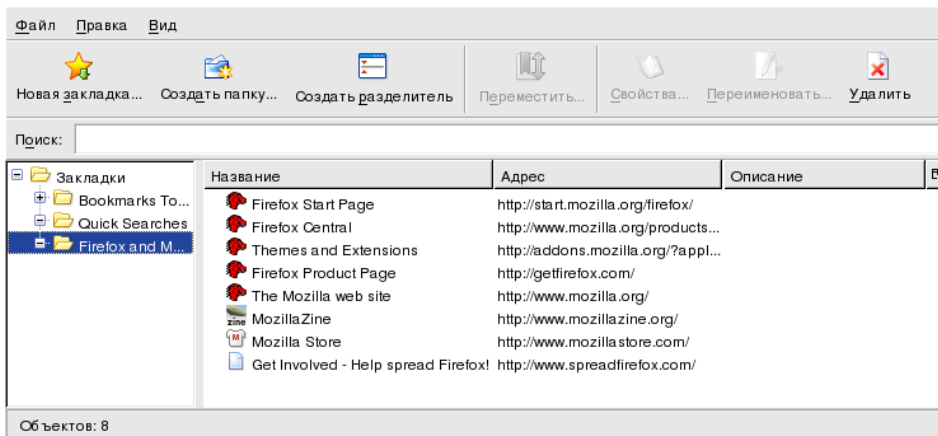 Файл Правка Вид
Новая закладка... Создать папку... Создать разделитель Переместить... Свойства... Переименовать... Удалить
Поиск:
Закладки
Bookmarks To...
Quick Searches
Firefox and M...
Название Адрес Описание
Firefox Start Page http://start.mozilla.org/firefox/
Firefox Central http://www.mozilla.org/products...
Themes and Extensions http://addons.mozilla.org/?appl...
Firefox Product Page http://getfirefox.com/
The Mozilla web site http://www.mozilla.org/
zine MozillaZine http://www.mozillazine.org/
M Mozilla Store http://www.mozillastore.com/
Get Involved - Help spread Firefox! http://www.spreadfirefox.com/
Объектов: 8